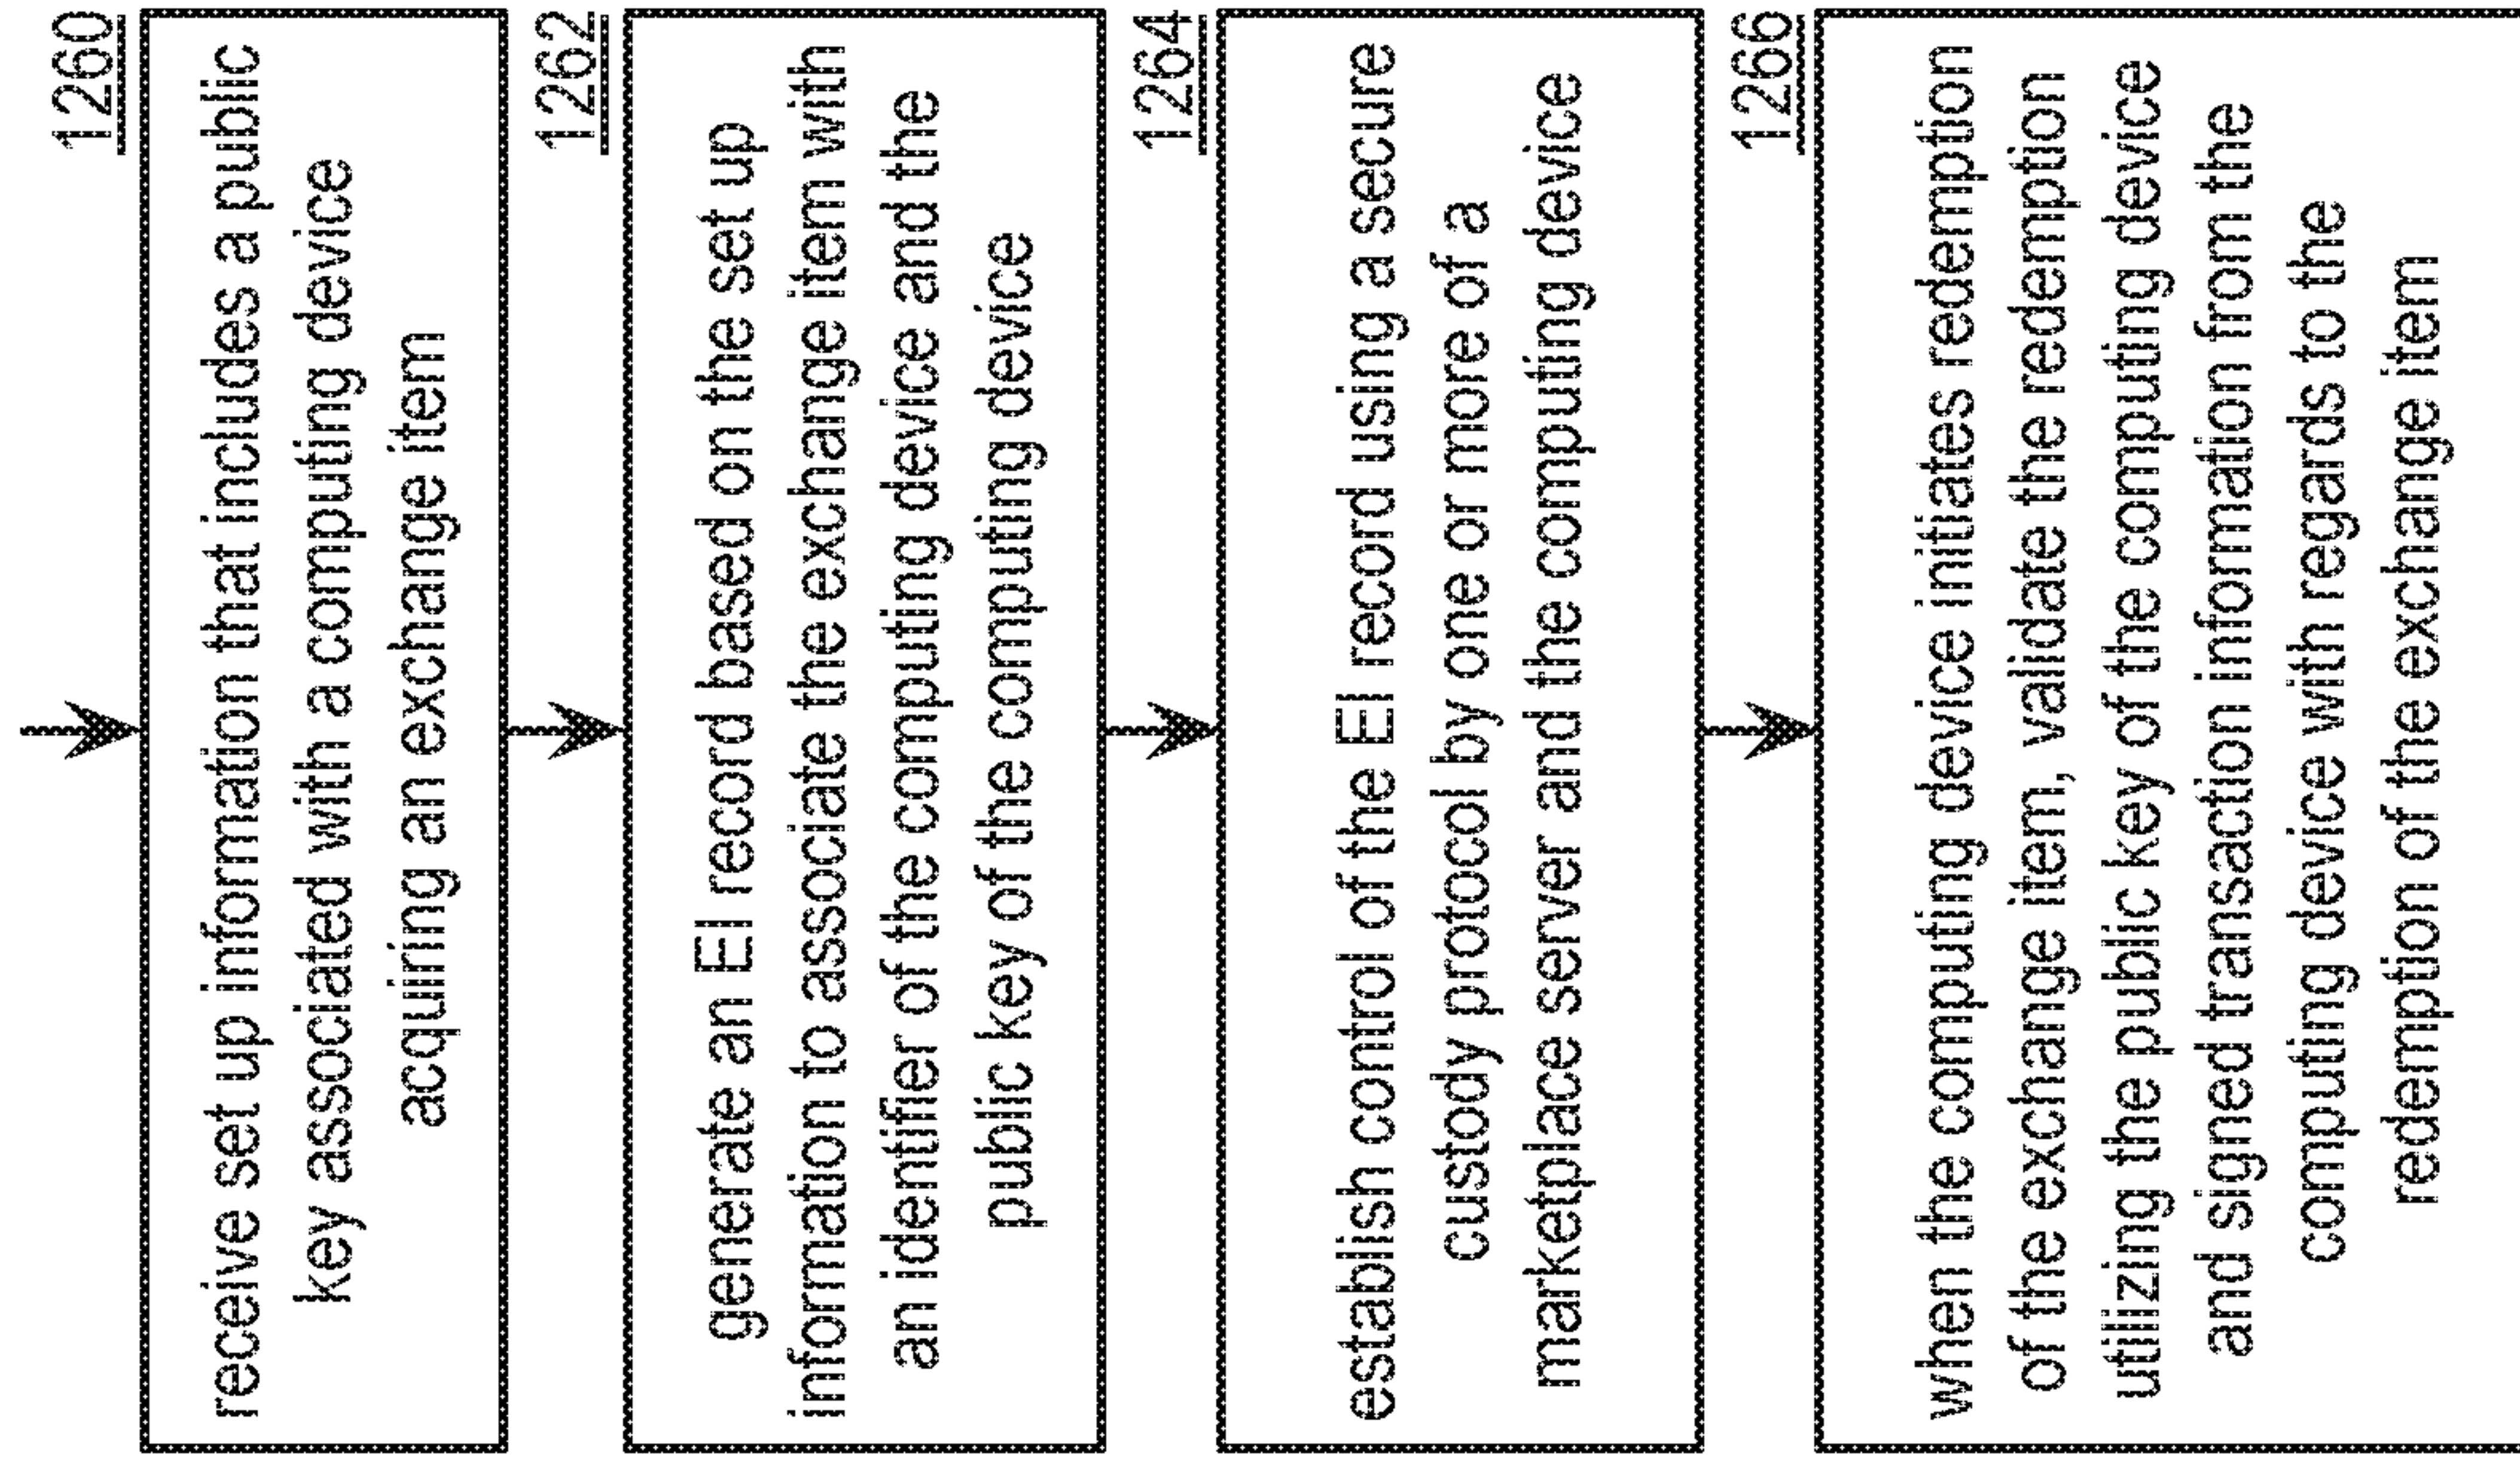 1260
receive set up information that includes a public
key associated with a computing device
acquiring an exchange item
1262
generate an EI record based on the set up
information to associate the exchange item with
an identifier of the computing device and the
public key of the computing device
1264
establish control of the EI record using a secure
custody protocol by one or more of a
marketplace server and the computing device
1266
when the computing device initiates redemption
of the exchange item, validate the redemption
utilizing the public key of the computing device
and signed transaction information from the
computing device with regards to the
redemption of the exchange item